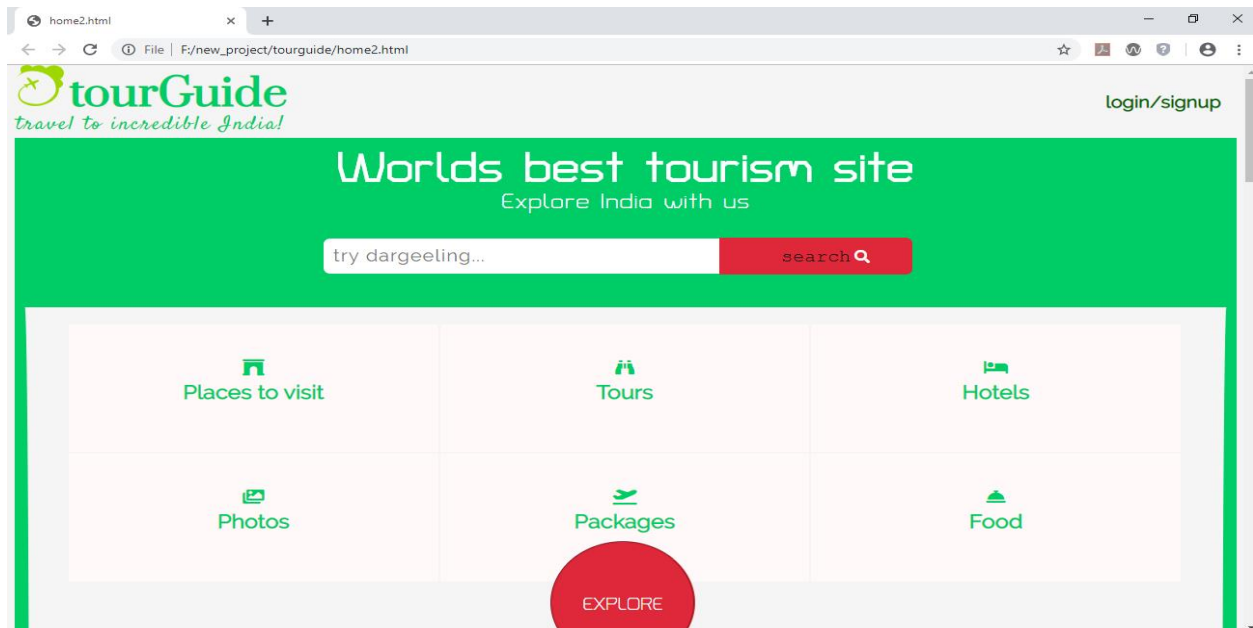 home2.html
File | F:/new_project/tourguide/home2.html
tourGuide
travel to incredible India!
login/signup
Worlds best tourism site
Explore India with us
try dargeeling...
search
Places to visit
Tours
Hotels
Photos
Packages
Food
EXPLORE